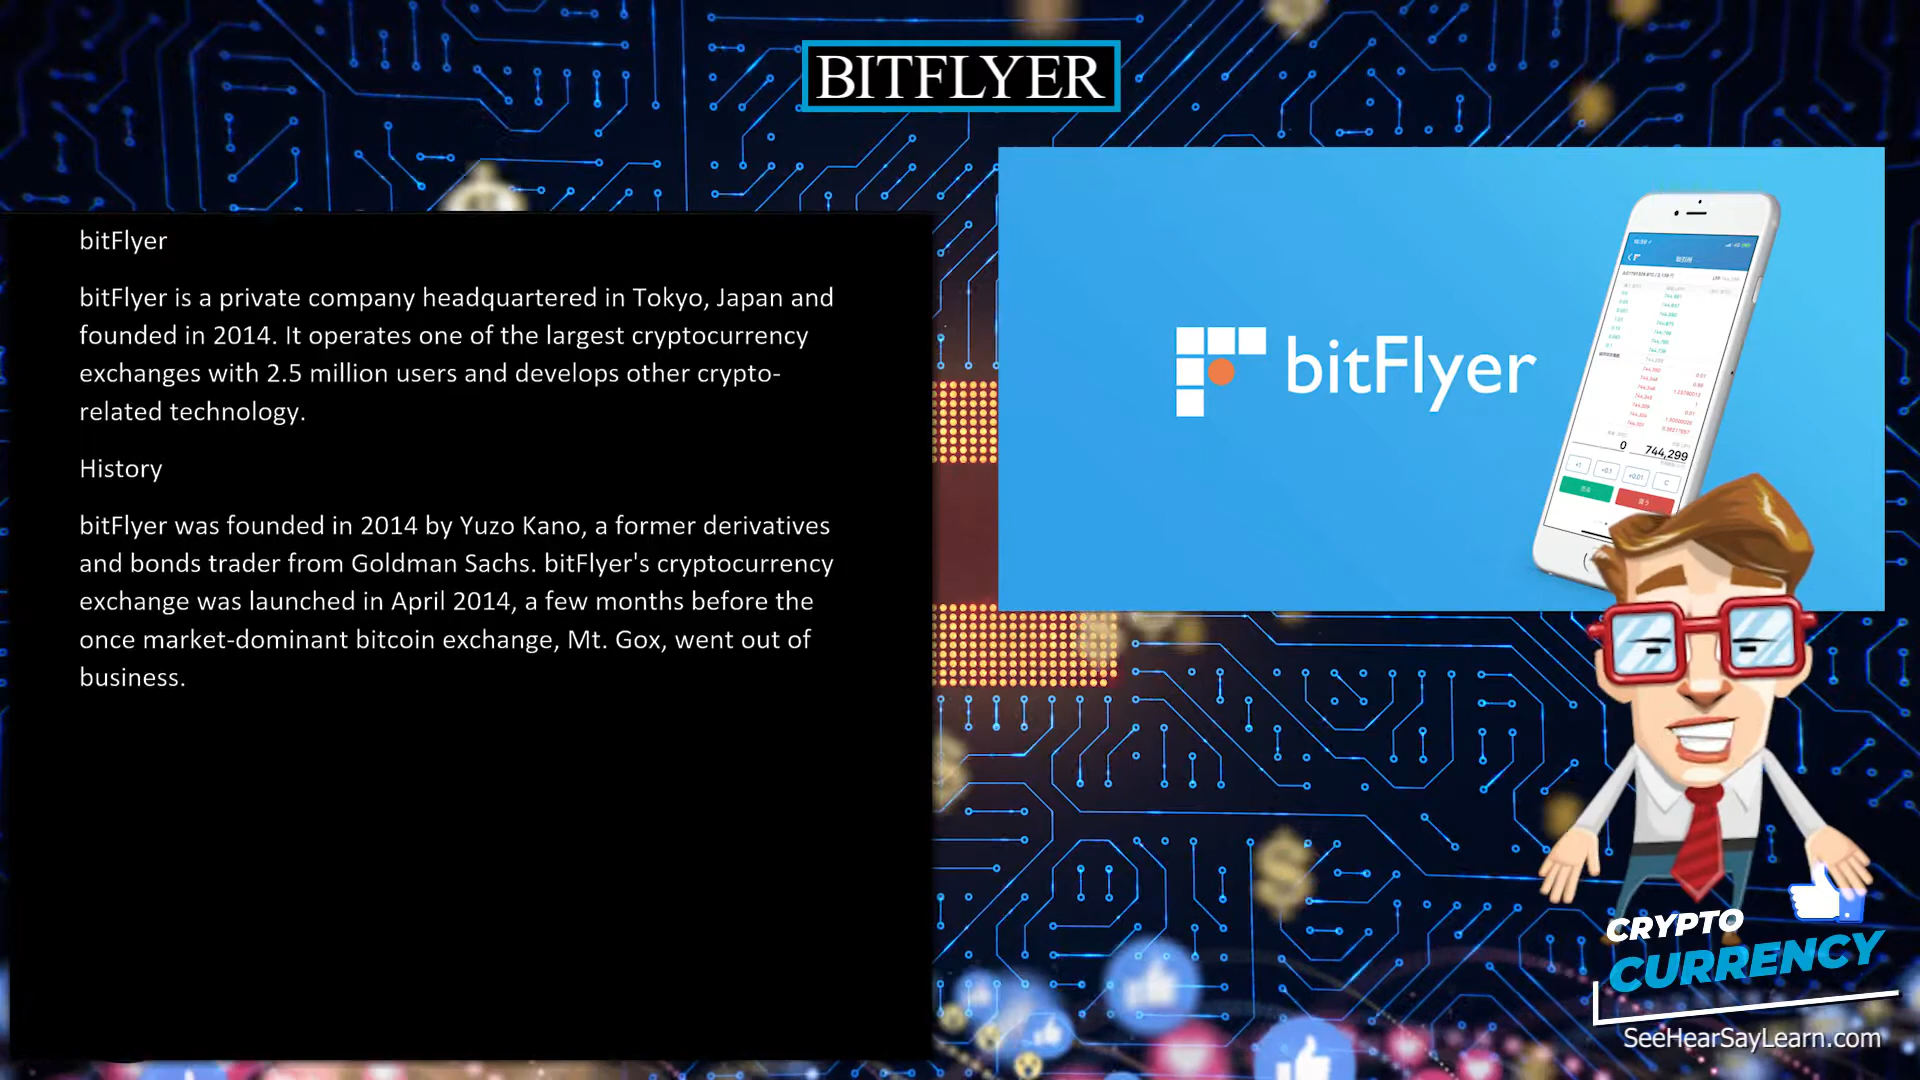 BITFLYER
bitFlyer
bitFlyer is a private company headquartered in Tokyo, Japan and
founded in 2014. It operates one of the largest cryptocurrency
exchanges with 2.5 million users and develops other crypto-
related technology.
History
bitFlyer was founded in 2014 by Yuzo Kano, a former derivatives
and bonds trader from Goldman Sachs. bitFlyer's cryptocurrency
exchange was launched in April 2014, a few months before the
once market-dominant bitcoin exchange, Mt. Gox, went out of
business.
bitFlyer
0 744,299
CRYPTO
CURRENCY
SeeHearSayLearn.com